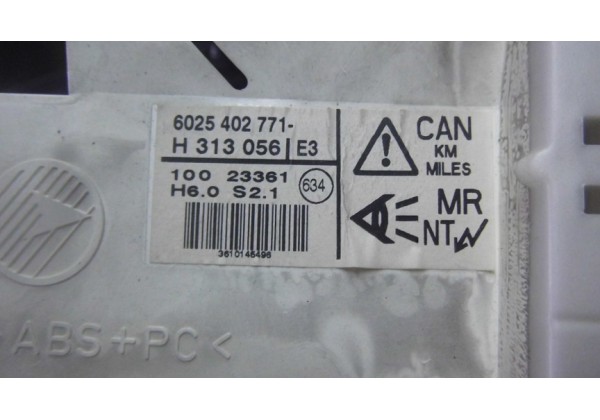 6025 402 771-
H 313 056 E3
100 23361
H6.0 S2.1 634
3610148496
CAN
KM
MILES
MR
NT
ABS+PC<